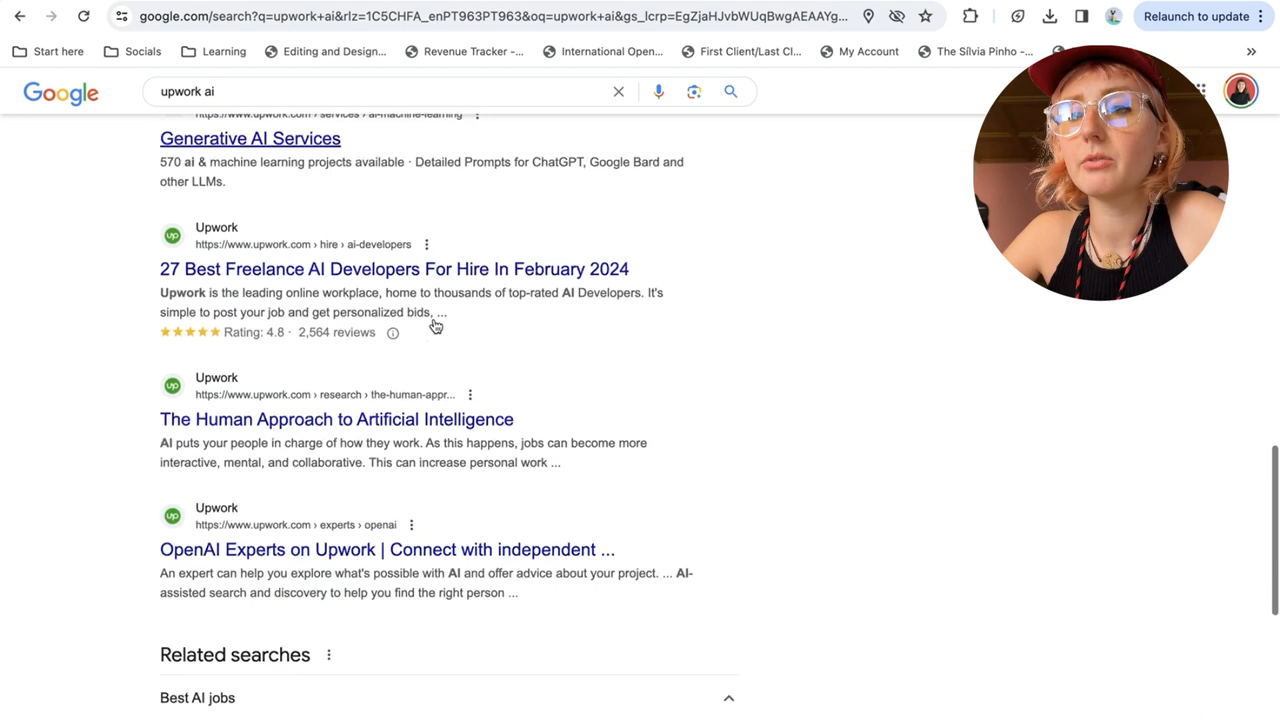 google.com/search?q=upwork+ai&rlz=1C5CHFA_enPT963PT963&oq=upwork+ai&gs_lcrp=EgZjaHJvbWUqBwgAEAAYg...
Relaunch to update
Start here
Socials
Learning
Editing and Design...
Revenue Tracker -...
International Open...
First Client/Last Cl...
My Account
The Sílvia Pinho -...
Google
upwork ai
https://www.upwork.com › services › ai-machine-learning
Generative AI Services
570 ai & machine learning projects available · Detailed Prompts for ChatGPT, Google Bard and
other LLMs.
up
Upwork
https://www.upwork.com › hire › ai-developers
27 Best Freelance AI Developers For Hire In February 2024
Upwork is the leading online workplace, home to thousands of top-rated AI Developers. It's
simple to post your job and get personalized bids, ...
Rating: 4.8 · 2,564 reviews
up
Upwork
https://www.upwork.com › research › the-human-appr...
The Human Approach to Artificial Intelligence
AI puts your people in charge of how they work. As this happens, jobs can become more
interactive, mental, and collaborative. This can increase personal work ...
up
Upwork
https://www.upwork.com › experts › openai
OpenAI Experts on Upwork | Connect with independent ...
An expert can help you explore what's possible with AI and offer advice about your project. ... AI-
assisted search and discovery to help you find the right person ...
Related searches
Best AI jobs